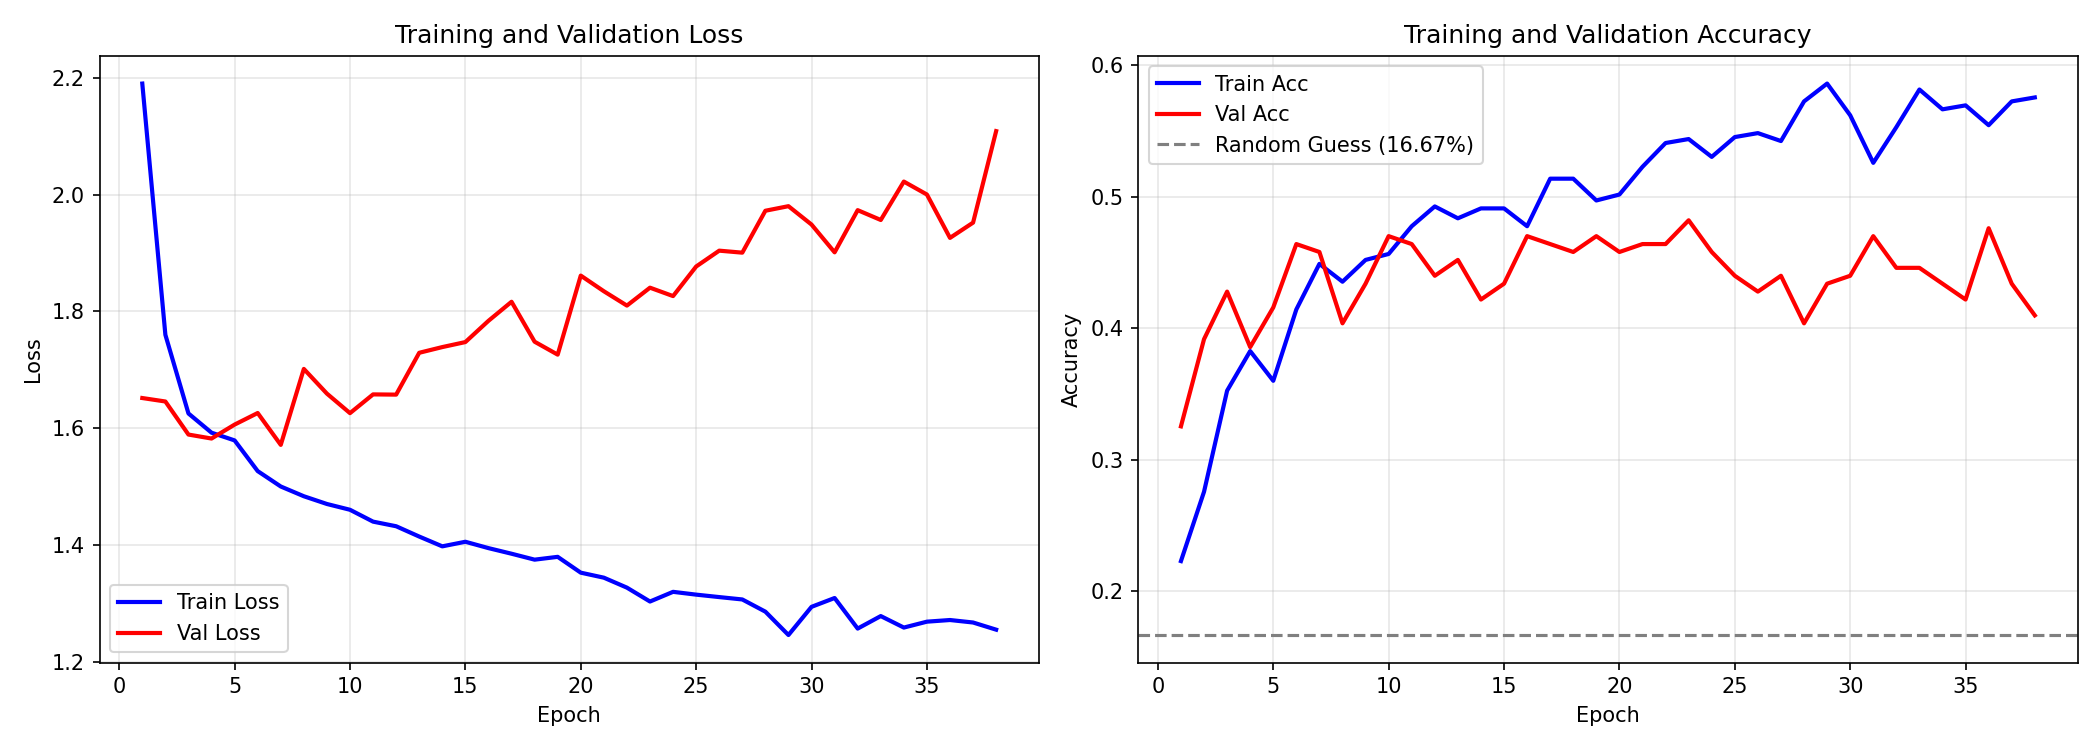 Training and Validation Loss
2.2
2.0
1.8
1.6
1.4
1.2
Loss
Train Loss
Val Loss
0 5 10 15 20 25 30 35
Epoch
Training and Validation Accuracy
0.6
0.5
0.4
0.3
0.2
Accuracy
Train Acc
Val Acc
Random Guess (16.67%)
0 5 10 15 20 25 30 35
Epoch